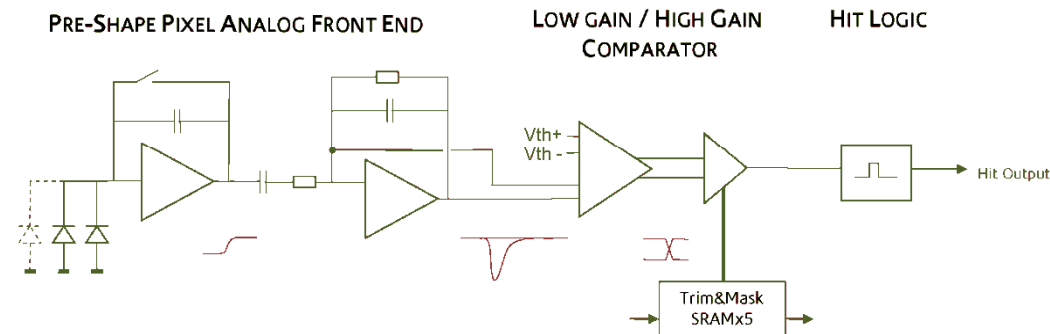 PRE-SHAPE PIXEL ANALOG FRONT END
LOW GAIN / HIGH GAIN
COMPARATOR
HIT LOGIC
Vth+
Vth -
Hit Output
Trim&Mask
SRAMx5